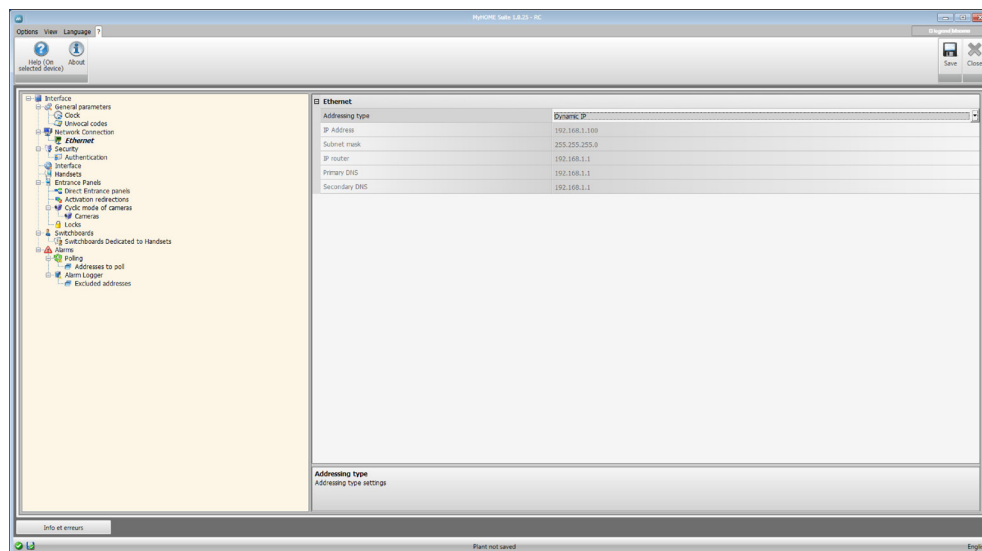 MyHOME Suite 1.0.25 - RC
Options View Language ?
Help (On selected device)
About
Save
Close
Interface
General parameters
Clock
Univocal codes
Network Connection
Ethernet
Security
Authentication
Interface
Handsets
Entrance Panels
Direct Entrance panels
Activation redirections
Cyclic mode of cameras
Cameras
Locks
Switchboards
Switchboards Dedicated to Handsets
Alarms
Polling
Addresses to poll
Alarm Logger
Excluded addresses
Ethernet
Addressing type Dynamic IP
IP Address 192.168.1.100
Subnet mask 255.255.255.0
IP router 192.168.1.1
Primary DNS 192.168.1.1
Secondary DNS 192.168.1.1
Addressing type
Addressing type settings
Info et erreurs
Plant not saved
Englis